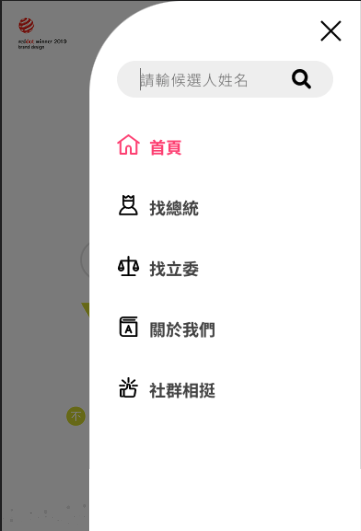 reddot winner 2019
brand design
請輸候選人姓名
首頁
找總統
找立委
關於我們
不
社群相挺